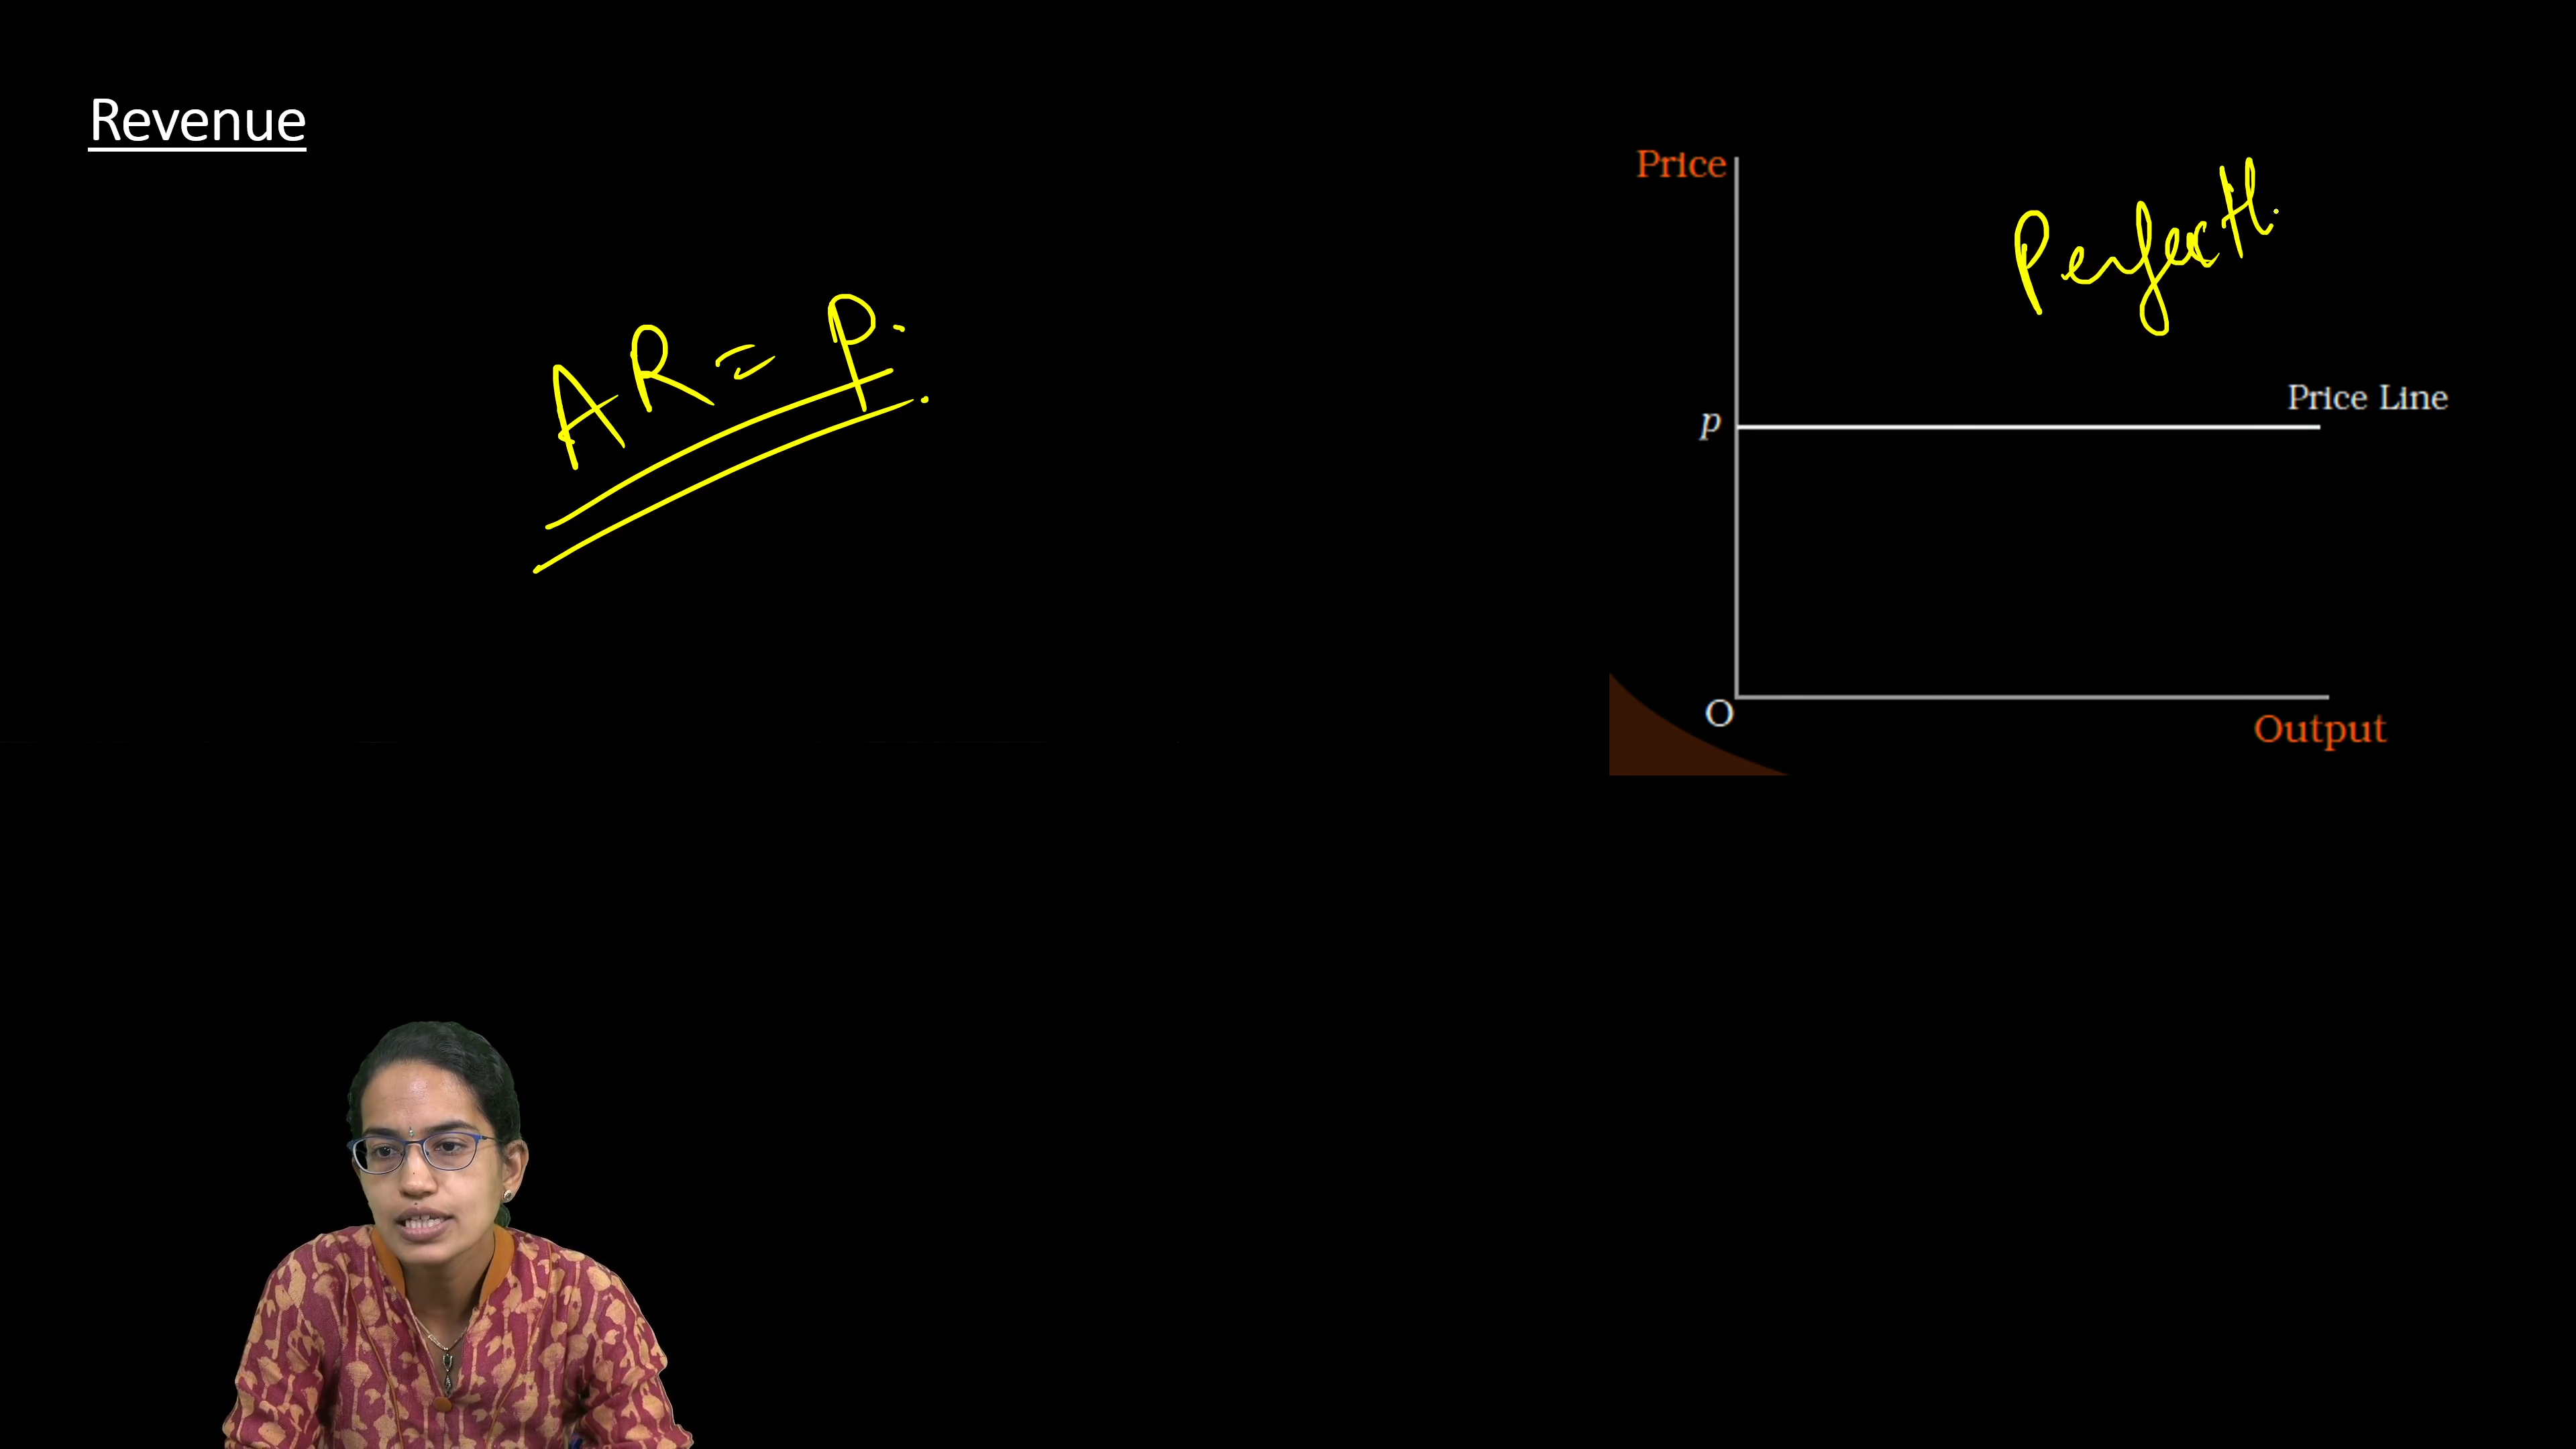 Revenue
AR = P.
Price
Perfect
p
Price Line
O
Output